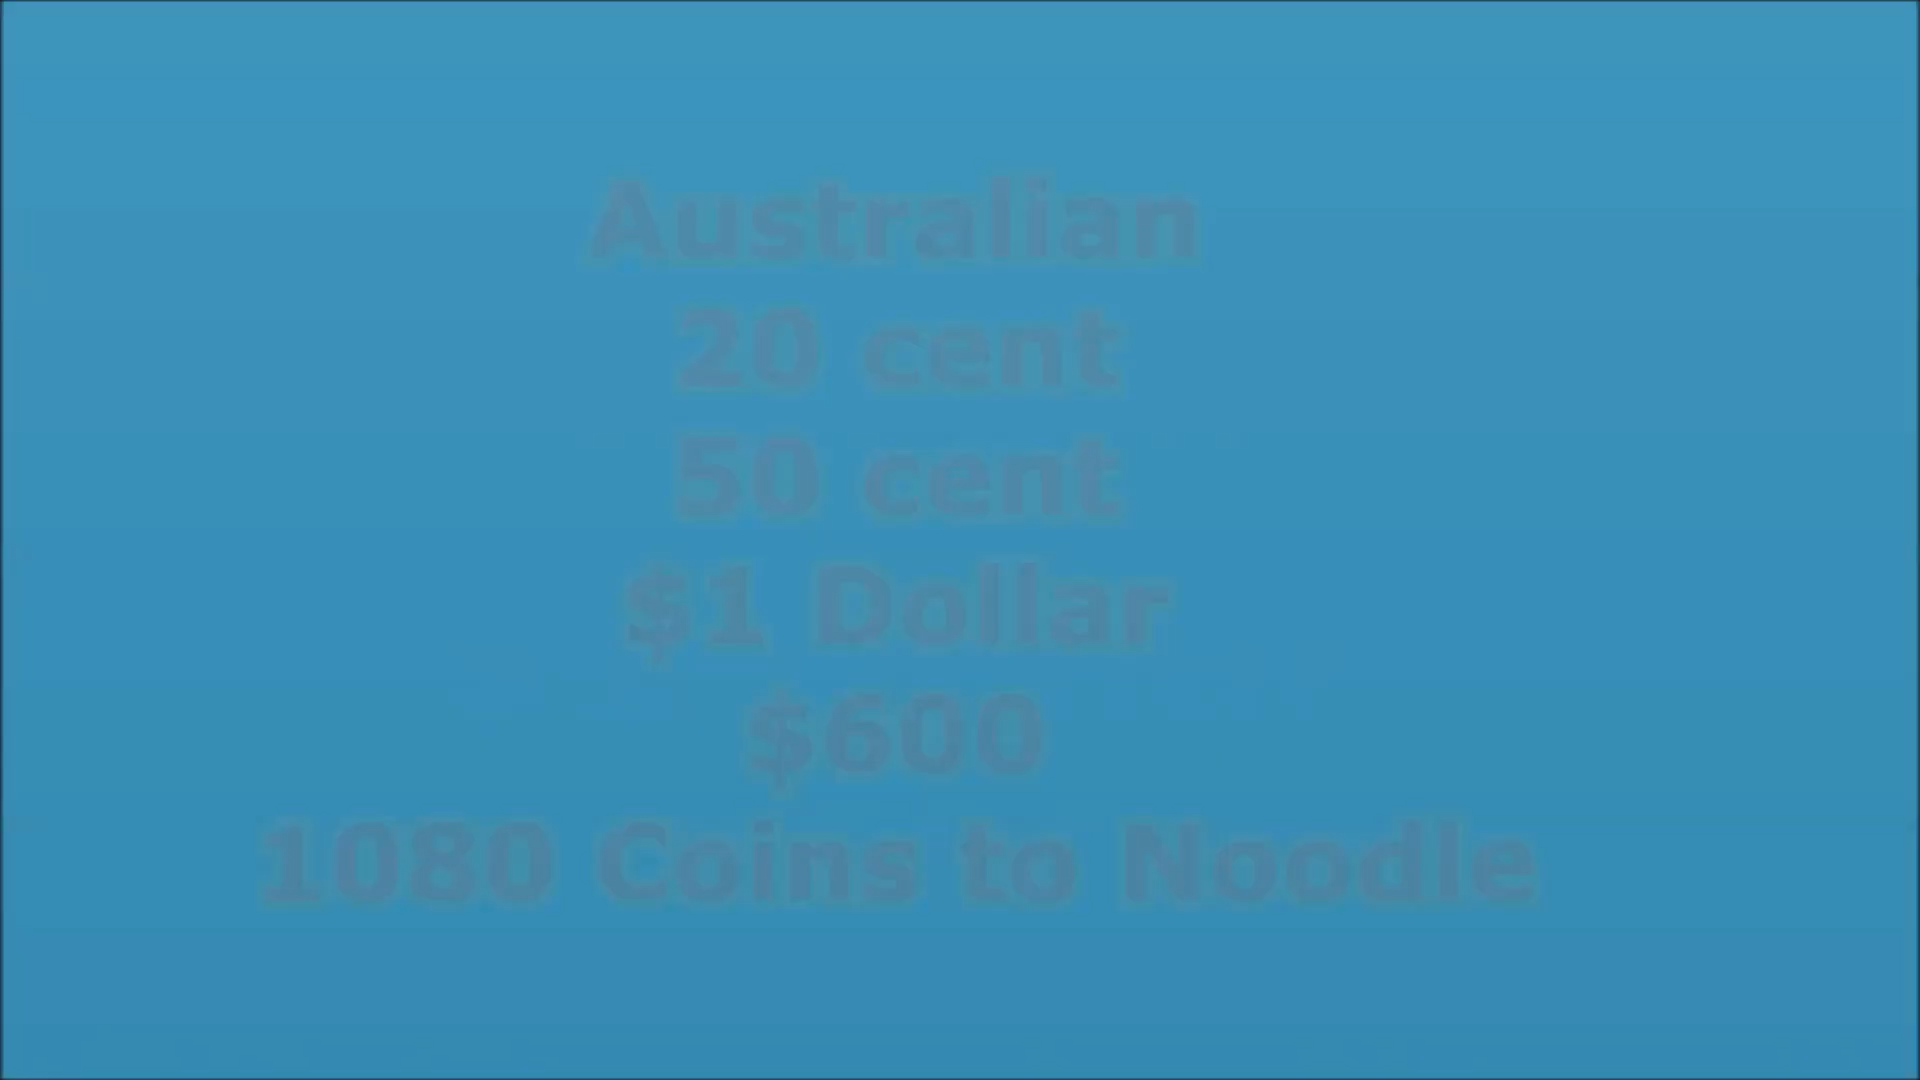 Australian
20 cent
50 cent
$1 Dollar
$600
1080 Coins to Noodle